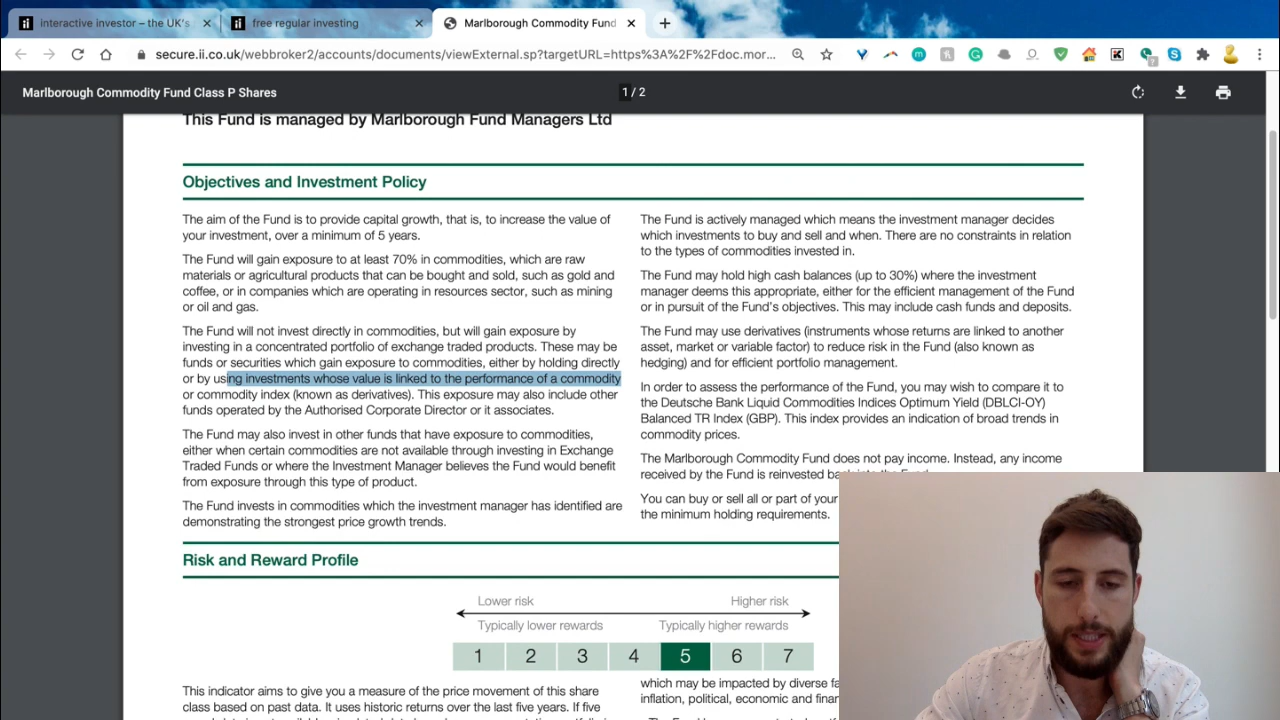 interactive investor – the UK's
free regular investing
Marlborough Commodity Fund
secure.ii.co.uk/webbroker2/accounts/documents/viewExternal.sp?targetURL=https%3A%2F%2Fdoc.mor...
Marlborough Commodity Fund Class P Shares
1 / 2
This Fund is managed by Marlborough Fund Managers Ltd
Objectives and Investment Policy
The aim of the Fund is to provide capital growth, that is, to increase the value of
your investment, over a minimum of 5 years.
The Fund will gain exposure to at least 70% in commodities, which are raw
materials or agricultural products that can be bought and sold, such as gold and
coffee, or in companies which are operating in resources sector, such as mining
or oil and gas.
The Fund will not invest directly in commodities, but will gain exposure by
investing in a concentrated portfolio of exchange traded products. These may be
funds or securities which gain exposure to commodities, either by holding directly
or by using investments whose value is linked to the performance of a commodity
or commodity index (known as derivatives). This exposure may also include other
funds operated by the Authorised Corporate Director or it associates.
The Fund may also invest in other funds that have exposure to commodities,
either when certain commodities are not available through investing in Exchange
Traded Funds or where the Investment Manager believes the Fund would benefit
from exposure through this type of product.
The Fund invests in commodities which the investment manager has identified are
demonstrating the strongest price growth trends.
The Fund is actively managed which means the investment manager decides
which investments to buy and sell and when. There are no constraints in relation
to the types of commodities invested in.
The Fund may hold high cash balances (up to 30%) where the investment
manager deems this appropriate, either for the efficient management of the Fund
or in pursuit of the Fund's objectives. This may include cash funds and deposits.
The Fund may use derivatives (instruments whose returns are linked to another
asset, market or variable factor) to reduce risk in the Fund (also known as
hedging) and for efficient portfolio management.
In order to assess the performance of the Fund, you may wish to compare it to
the Deutsche Bank Liquid Commodities Indices Optimum Yield (DBLCI-OY)
Balanced TR Index (GBP). This index provides an indication of broad trends in
commodity prices.
The Marlborough Commodity Fund does not pay income. Instead, any income
received by the Fund is reinvested back into the Fund.
You can buy or sell all or part of your
the minimum holding requirements.
Risk and Reward Profile
Lower risk
Higher risk
Typically lower rewards
Typically higher rewards
1 2 3 4 5 6 7
This indicator aims to give you a measure of the price movement of this share
class based on past data. It uses historic returns over the last five years. If five
which may be impacted by diverse fa
inflation, political, economic and finan